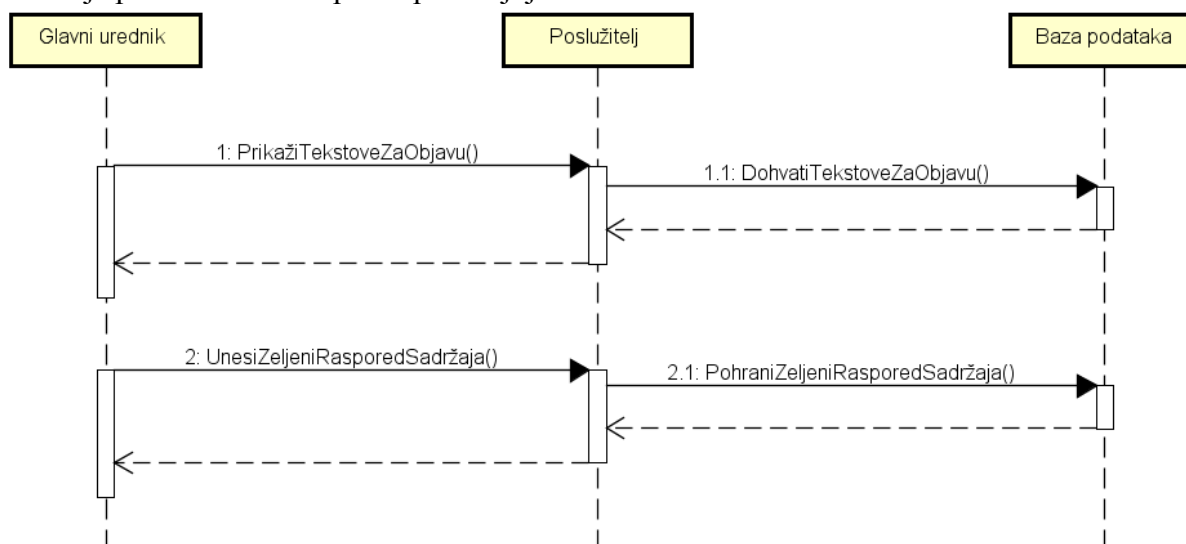 Glavni urednik
Poslužitelj
Baza podataka
1: PrikažiTekstoveZaObjavu()
1.1: DohvatiTekstoveZaObjavu()
2: UnesiZeljeniRasporedSadržaja()
2.1: PohraniZeljeniRasporedSadržaja()